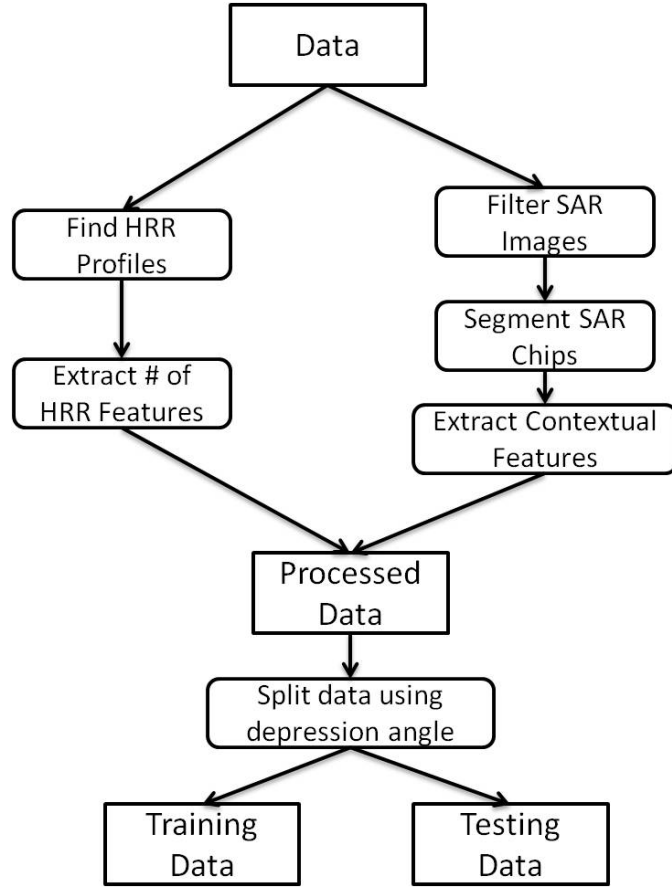 Data
Find HRR
Profiles
Extract # of
HRR Features
Filter SAR
Images
Segment SAR
Chips
Extract Contextual
Features
Processed
Data
Split data using
depression angle
Training
Data
Testing
Data